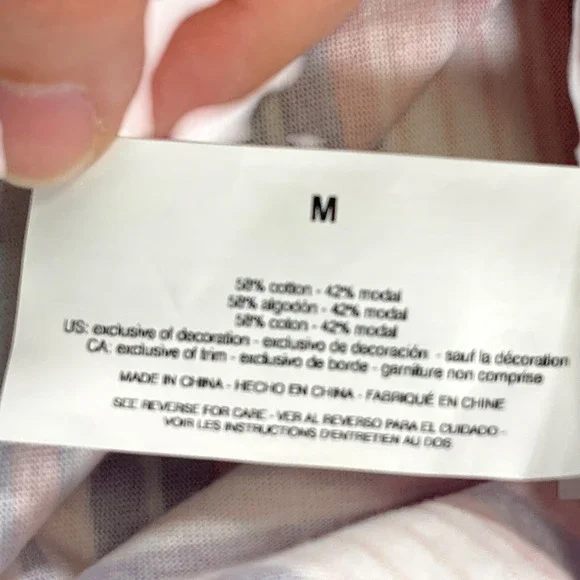 M
58% cotton - 42% modal
58% algodón - 42% modal
58% coton - 42% modal
US: exclusive of decoration - exclusivo de decoración - sauf la décoration
CA: exclusive of trim - exclusivo de borde - garniture non comprise
MADE IN CHINA - HECHO EN CHINA - FABRIQUÉ EN CHINE
SEE REVERSE FOR CARE - VER AL REVERSO PARA EL CUIDADO -
VOIR LES INSTRUCTIONS D'ENTRETIEN AU DOS